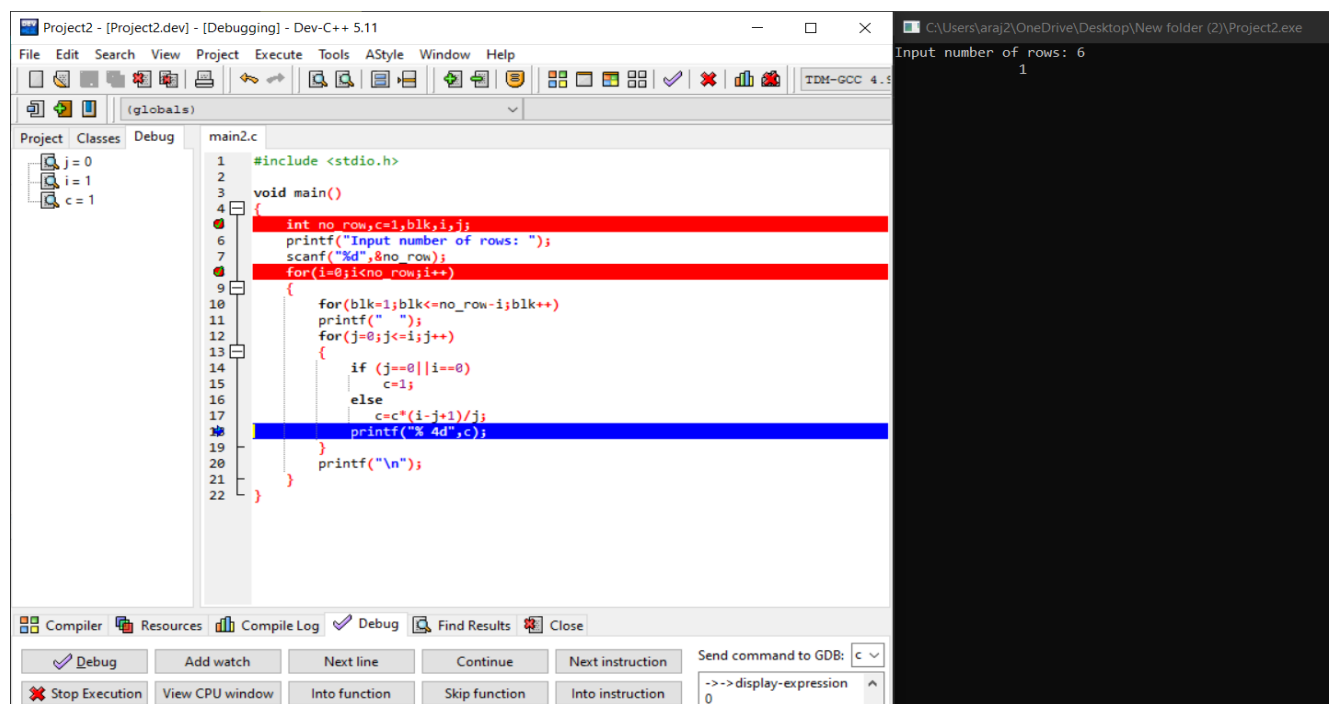 Project2 - [Project2.dev] - [Debugging] - Dev-C++ 5.11
File Edit Search View Project Execute Tools AStyle Window Help
TDM-GCC 4.9
(globals)
Project Classes Debug
j = 0
i = 1
c = 1
main2.c
1 #include <stdio.h>
2
3 void main()
4 {
int no_row,c=1,blk,i,j;
6 printf("Input number of rows: ");
7 scanf("%d",&no_row);
for(i=0;i<no_row;i++)
9 {
10 for(blk=1;blk<=no_row-i;blk++)
11 printf("  ");
12 for(j=0;j<=i;j++)
13 {
14 if (j==0||i==0)
15 c=1;
16 else
17 c=c*(i-j+1)/j;
18 printf("% 4d",c);
19 }
20 printf("\n");
21 }
22 }
Compiler Resources Compile Log Debug Find Results Close
Debug Add watch Next line Continue Next instruction
Stop Execution View CPU window Into function Skip function Into instruction
Send command to GDB: c
->->display-expression
0
C:\Users\araj2\OneDrive\Desktop\New folder (2)\Project2.exe
Input number of rows: 6
1